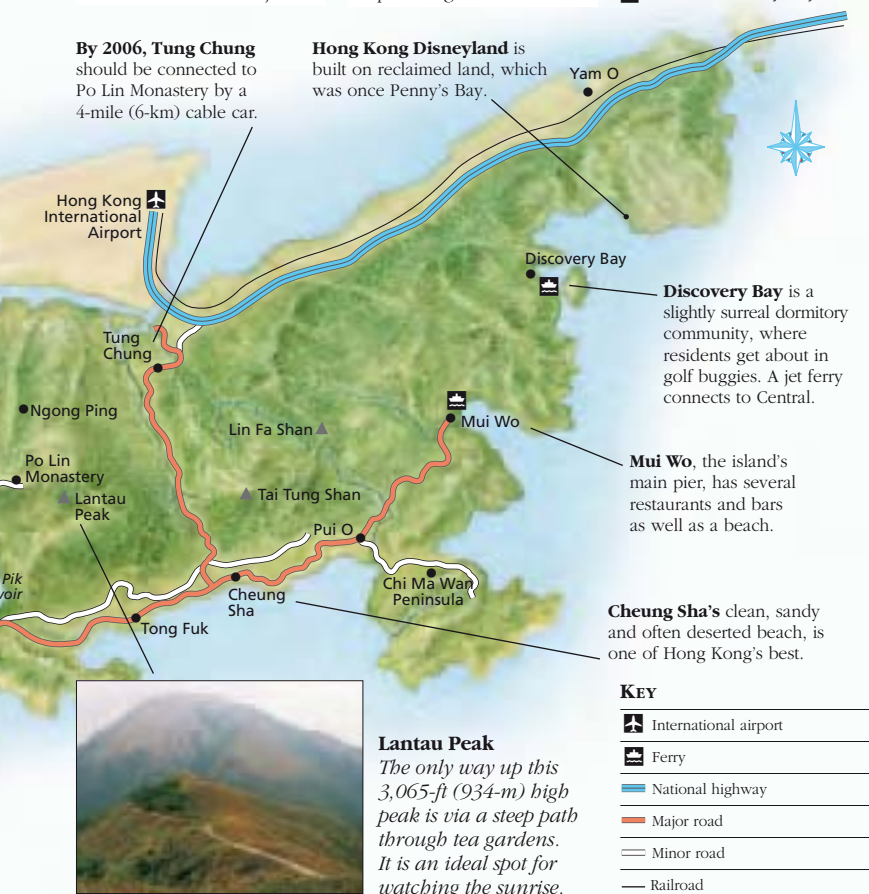 By 2006, Tung Chung
should be connected to
Po Lin Monastery by a
4-mile (6-km) cable car.
Hong Kong Disneyland is
built on reclaimed land, which
was once Penny's Bay.
Yam O
Hong Kong
International
Airport
Discovery Bay
Discovery Bay is a
slightly surreal dormitory
community, where
residents get about in
golf buggies. A jet ferry
connects to Central.
Tung
Chung
Ngong Ping
Lin Fa Shan
Mui Wo
Po Lin
Monastery
Lantau
Peak
Tai Tung Shan
Mui Wo, the island's
main pier, has several
restaurants and bars
as well as a beach.
Pui O
Pik
voir
Cheung
Sha
Chi Ma Wan
Peninsula
Tong Fuk
Cheung Sha's clean, sandy
and often deserted beach, is
one of Hong Kong's best.
KEY
International airport
Ferry
National highway
Major road
Minor road
Railroad
Lantau Peak
The only way up this
3,065-ft (934-m) high
peak is via a steep path
through tea gardens.
It is an ideal spot for
watching the sunrise.